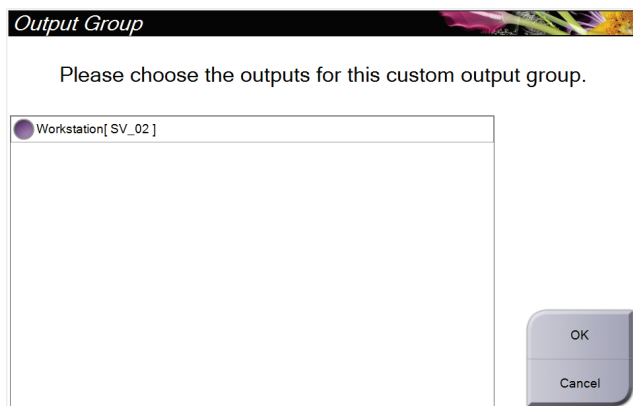 Output Group
Please choose the outputs for this custom output group.
Workstation[ SV_02 ]
OK
Cancel